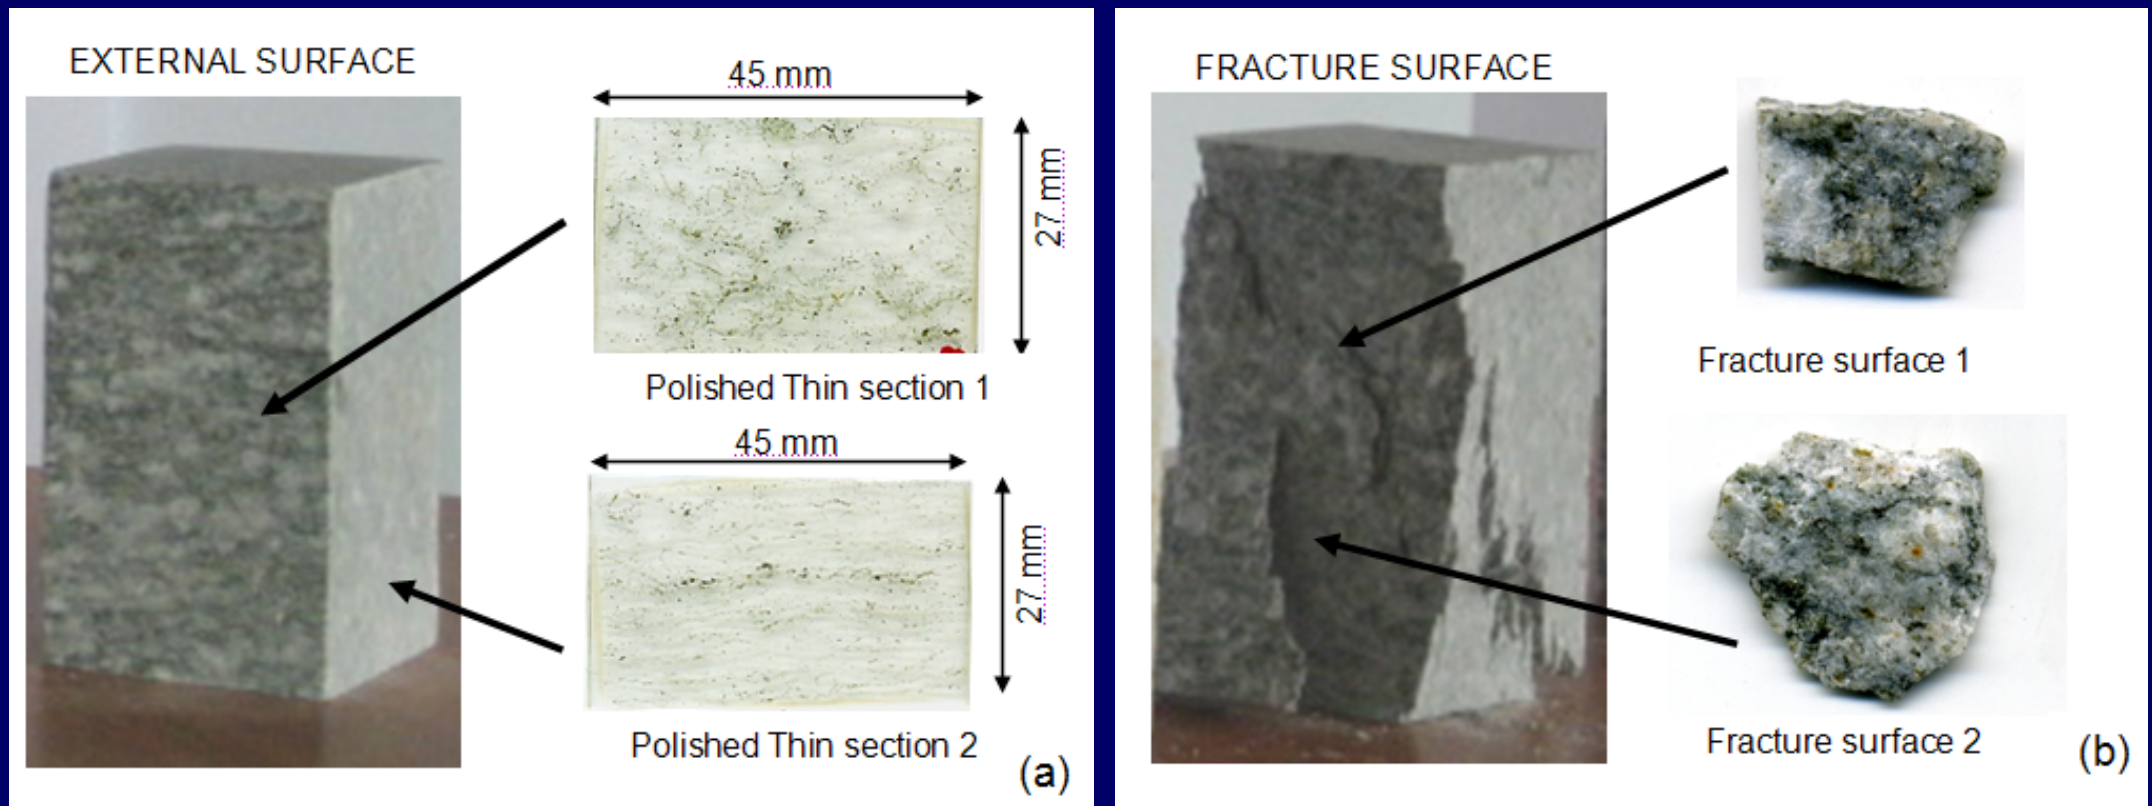 EXTERNAL SURFACE
45 mm
27 mm
Polished Thin section 1
45 mm
27 mm
Polished Thin section 2
(a)
FRACTURE SURFACE
Fracture surface 1
Fracture surface 2
(b)